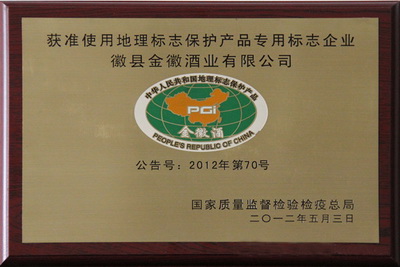 获准使用地理标志保护产品专用标志企业
徽县金徽酒业有限公司
中华人民共和国地理标志保护产品
PGi
金徽酒
PEOPLE'S REPUBLIC OF CHINA
公告号：2012年第70号
国家质量监督检验检疫总局
二〇一二年五月三日